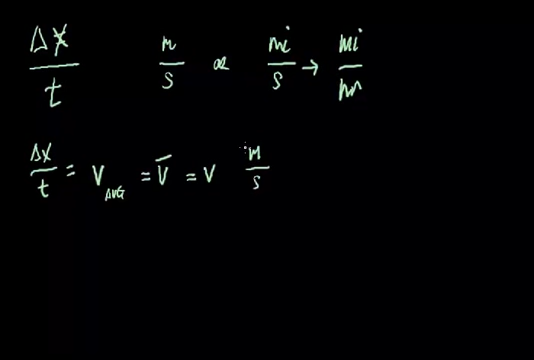 ΔX/t m/s or mi/s → mi/hr
ΔX/t = V_AVG = V̄ = V m/s